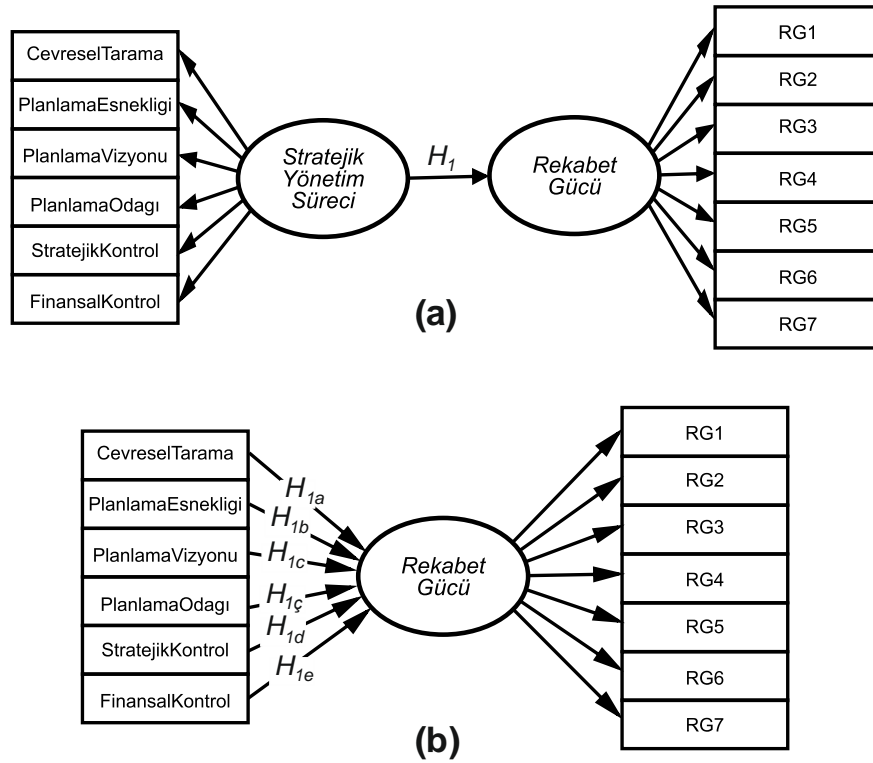 CevreselTarama
PlanlamaEsnekligi
PlanlamaVizyonu
PlanlamaOdagı
StratejikKontrol
FinansalKontrol
Stratejik
Yönetim
Süreci
H1
Rekabet
Gücü
RG1
RG2
RG3
RG4
RG5
RG6
RG7
(a)
CevreselTarama
PlanlamaEsnekligi
PlanlamaVizyonu
PlanlamaOdagı
StratejikKontrol
FinansalKontrol
H1a
H1b
H1c
H1ç
H1d
H1e
Rekabet
Gücü
RG1
RG2
RG3
RG4
RG5
RG6
RG7
(b)